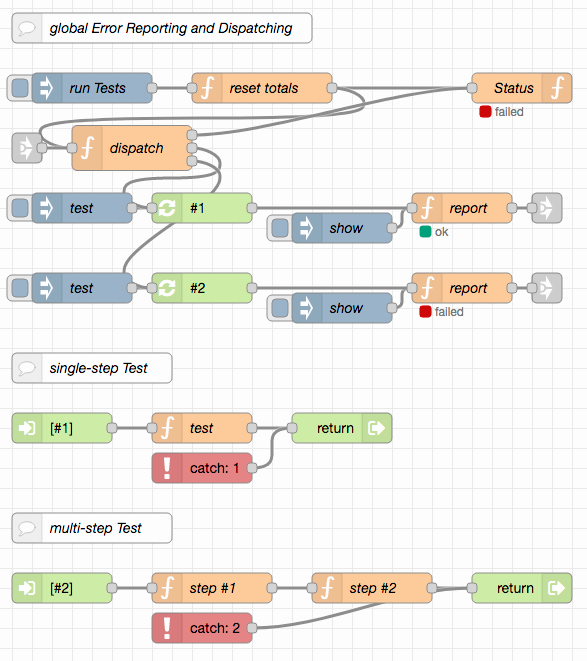 global Error Reporting and Dispatching
run Tests
reset totals
Status
failed
dispatch
test
#1
report
show
ok
test
#2
report
show
failed
single-step Test
[#1]
test
return
catch: 1
multi-step Test
[#2]
step #1
step #2
return
catch: 2